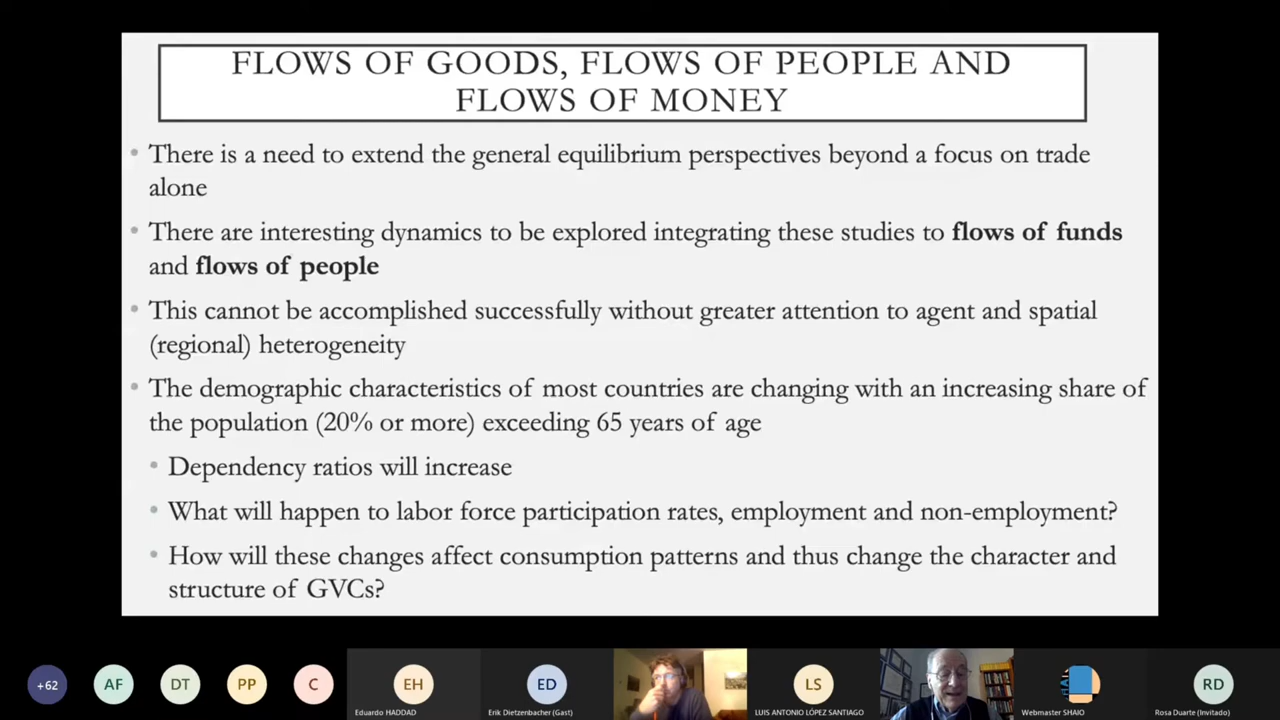 FLOWS OF GOODS, FLOWS OF PEOPLE AND
FLOWS OF MONEY
• There is a need to extend the general equilibrium perspectives beyond a focus on trade
alone
• There are interesting dynamics to be explored integrating these studies to flows of funds
and flows of people
• This cannot be accomplished successfully without greater attention to agent and spatial
(regional) heterogeneity
• The demographic characteristics of most countries are changing with an increasing share of
the population (20% or more) exceeding 65 years of age
• Dependency ratios will increase
• What will happen to labor force participation rates, employment and non-employment?
• How will these changes affect consumption patterns and thus change the character and
structure of GVCs?
+62
AF
DT
PP
C
EH
Eduardo HADDAD
ED
Erik Dietzenbacher (Gast)
LS
LUIS ANTONIO LÓPEZ SANTIAGO
Webmaster SHAIO
RD
Rosa Duarte (Invitado)